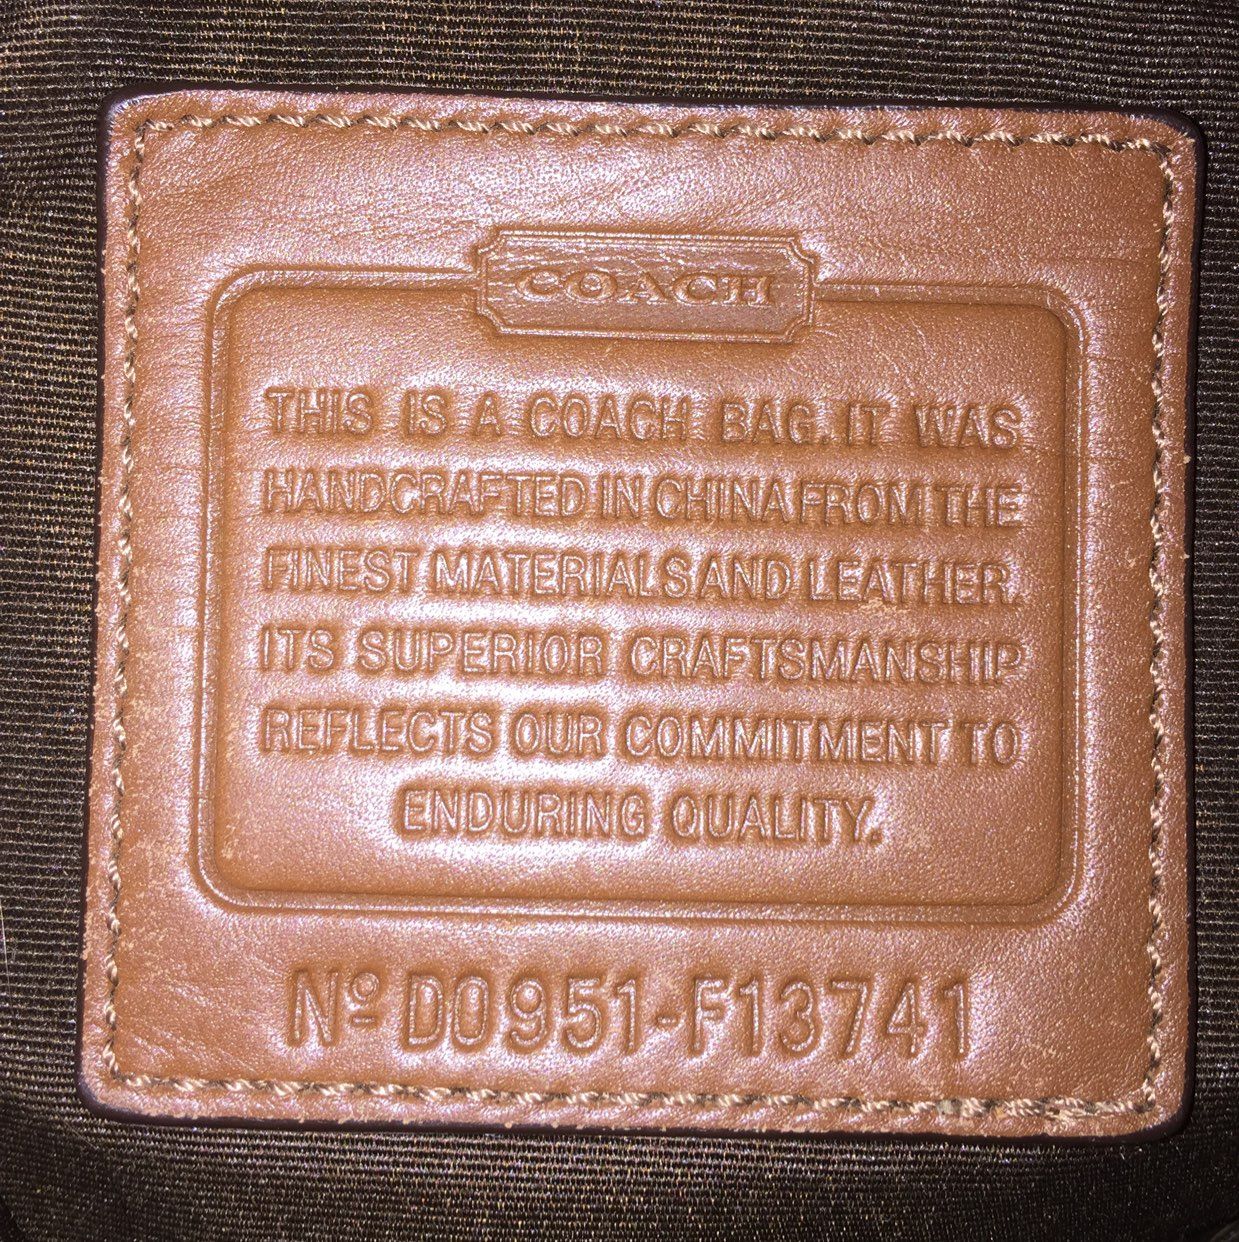 COACH
THIS IS A COACH BAG. IT WAS
HANDCRAFTED IN CHINA FROM THE
FINEST MATERIALS AND LEATHER.
ITS SUPERIOR CRAFTSMANSHIP
REFLECTS OUR COMMITMENT TO
ENDURING QUALITY.
Nº D0951-F13741